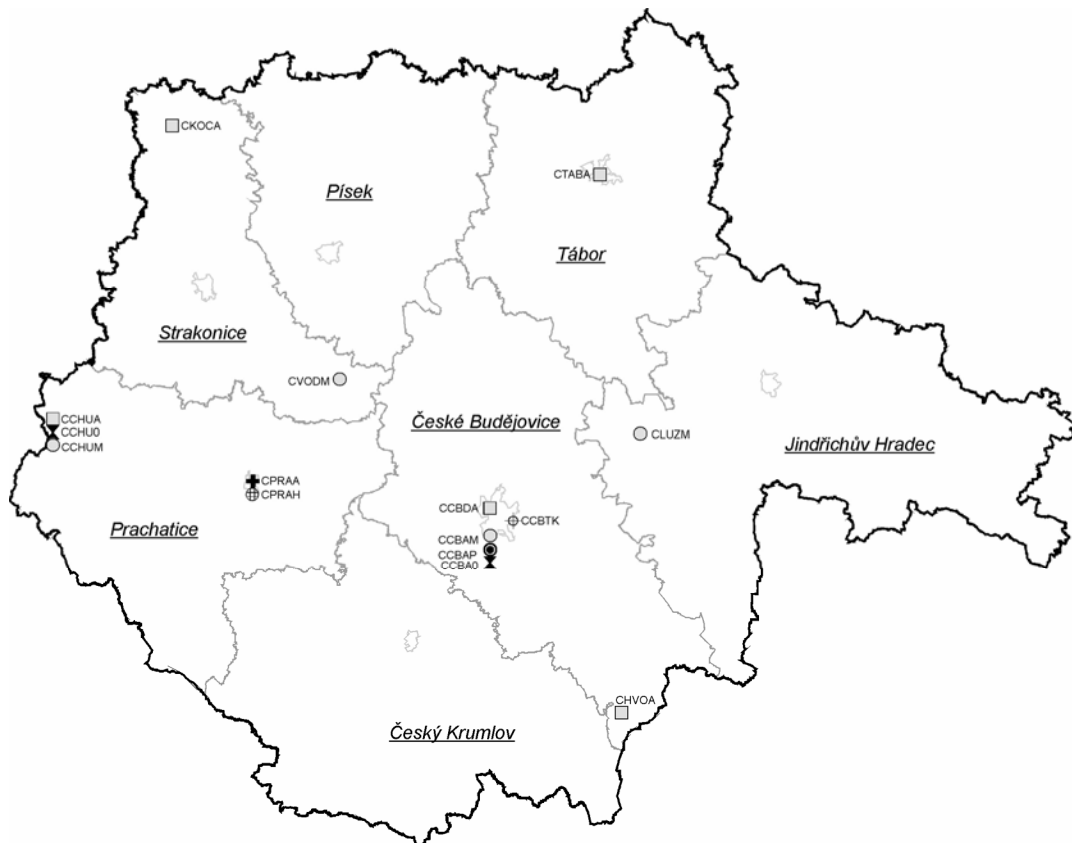 CKOCA
CTABA
Písek
Tábor
Strakonice
CVODM
CCHUA
CCHU0
CCHUM
České Budějovice
CLUZM
Jindřichův Hradec
CPRAA
CPRAH
CCBDA
CCBTK
Prachatice
CCBAM
CCBAP
CCBA0
CHVOA
Český Krumlov